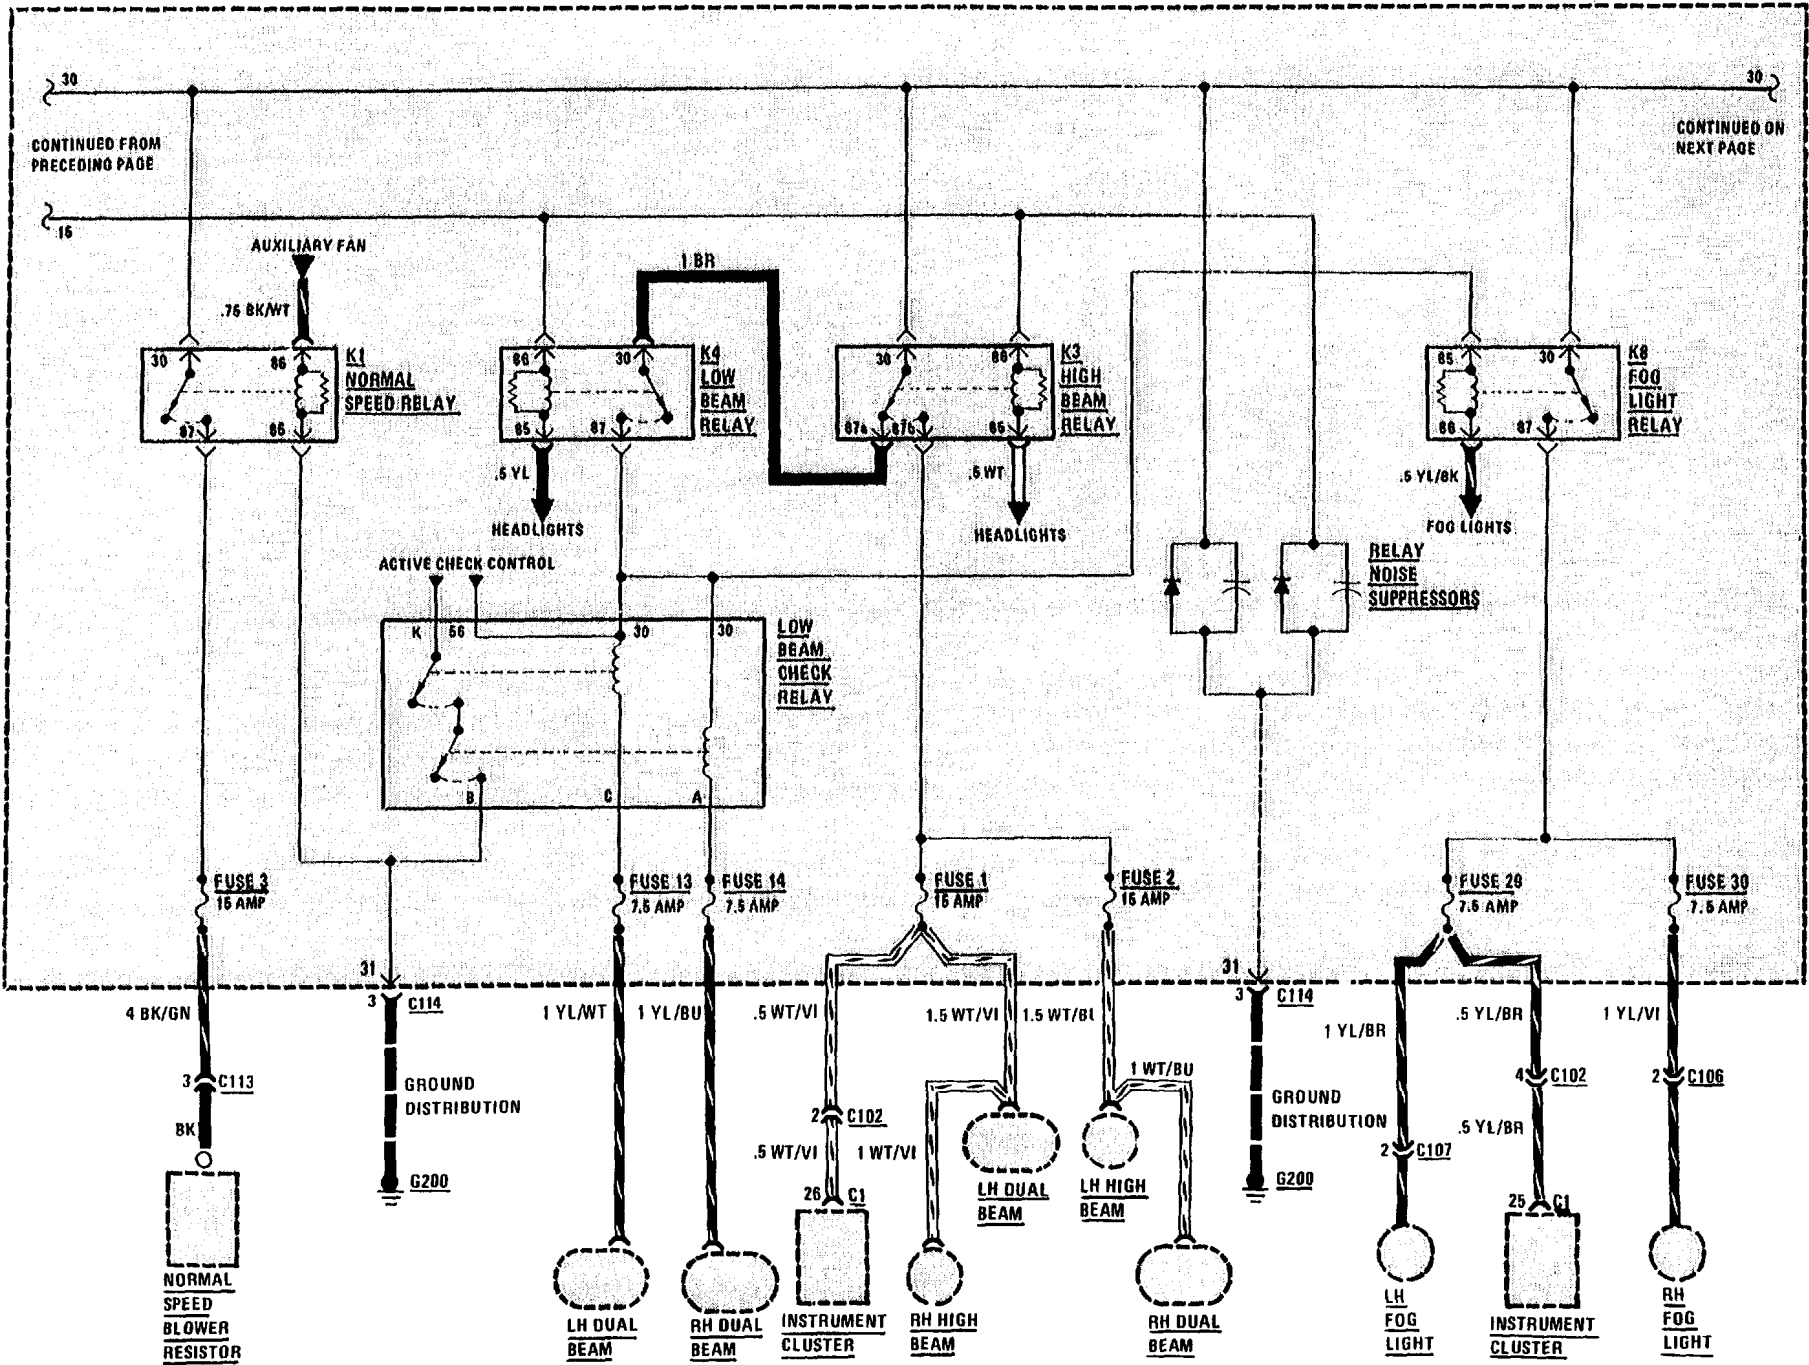 30
30
CONTINUED FROM
PRECEDING PAGE
CONTINUED ON
NEXT PAGE
15
AUXILIARY FAN
1 BR
.75 BK/WT
30
86
K1
NORMAL
SPEED RELAY
87
86
86
30
K4
LOW
BEAM
RELAY
85
87
30
86
K3
HIGH
BEAM
RELAY
87a
87b
85
85
30
K8
FOG
LIGHT
RELAY
86
87
.5 YL
HEADLIGHTS
.5 WT
HEADLIGHTS
.5 YL/BK
FOG LIGHTS
ACTIVE CHECK CONTROL
RELAY
NOISE
SUPPRESSORS
K
56
30
30
LOW
BEAM
CHECK
RELAY
B
C
A
FUSE 3
15 AMP
FUSE 13
7.5 AMP
FUSE 14
7.5 AMP
FUSE 1
15 AMP
FUSE 2
15 AMP
FUSE 29
7.5 AMP
FUSE 30
7.5 AMP
31
3
C114
31
3
C114
4 BK/GN
1 YL/WT
1 YL/BU
.5 WT/VI
1.5 WT/VI
1.5 WT/BU
1 YL/BR
.5 YL/BR
1 YL/VI
3
C113
GROUND
DISTRIBUTION
1 WT/BU
GROUND
DISTRIBUTION
4
C102
2
C106
BK
2
C102
.5 WT/VI
1 WT/VI
.5 YL/BR
2
C107
G200
26
C1
LH DUAL
BEAM
LH HIGH
BEAM
G200
25
C1
NORMAL
SPEED
BLOWER
RESISTOR
LH DUAL
BEAM
RH DUAL
BEAM
INSTRUMENT
CLUSTER
RH HIGH
BEAM
RH DUAL
BEAM
LH
FOG
LIGHT
INSTRUMENT
CLUSTER
RH
FOG
LIGHT